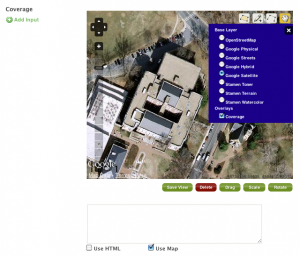 Coverage
Add Input
Base Layer
OpenStreetMap
Google Physical
Google Streets
Google Hybrid
Google Satellite
Stamen Toner
Stamen Terrain
Stamen Watercolor
Overlays
Coverage
Google
Save View
Delete
Drag
Scale
Rotate
Use HTML
Use Map